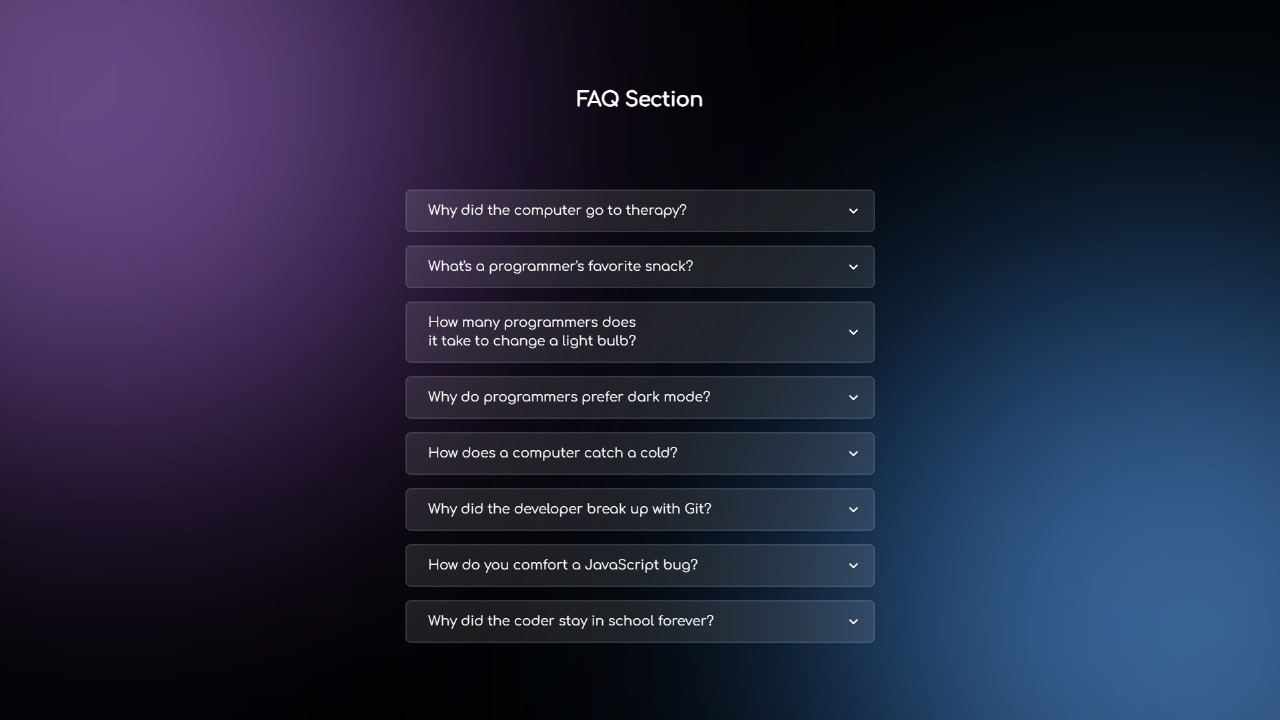 FAQ Section
Why did the computer go to therapy?
What's a programmer's favorite snack?
How many programmers does
it take to change a light bulb?
Why do programmers prefer dark mode?
How does a computer catch a cold?
Why did the developer break up with Git?
How do you comfort a JavaScript bug?
Why did the coder stay in school forever?